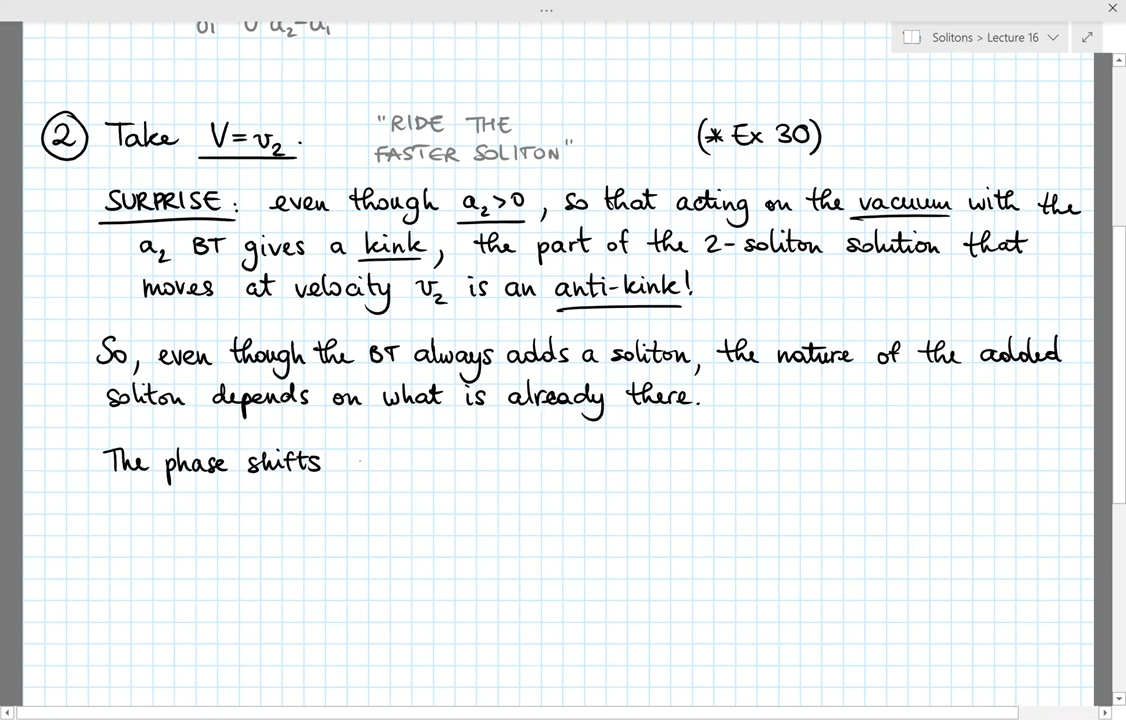 Solitons > Lecture 16
② Take V = v₂. "RIDE THE FASTER SOLITON" (* Ex 30)
SURPRISE: even though a₂>0, so that acting on the vacuum with the
a₂ BT gives a kink, the part of the 2-soliton solution that
moves at velocity v₂ is an anti-kink!
So, even though the BT always adds a soliton, the nature of the added
soliton depends on what is already there.
The phase shifts